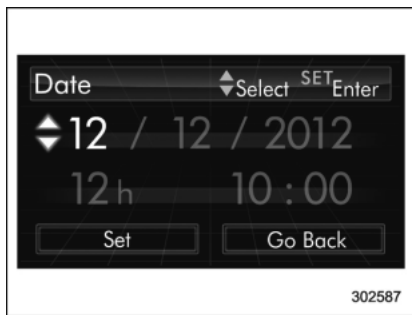 Date Select SET Enter
12 / 12 / 2012
12h 10:00
Set Go Back
302587